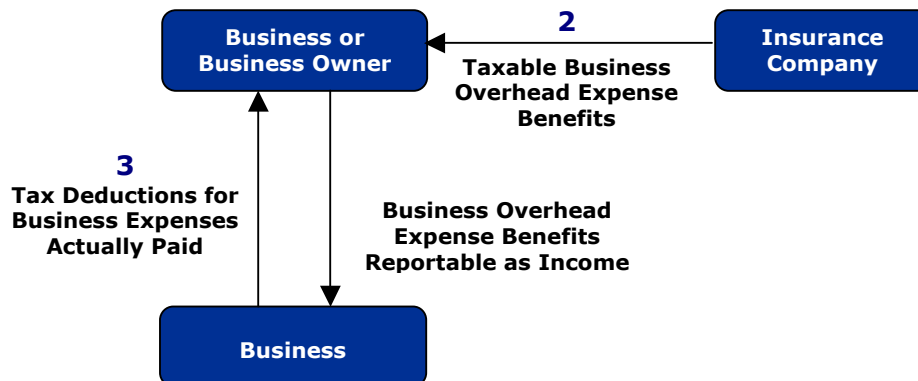 Business or
Business Owner
2
Insurance
Company
Taxable Business
Overhead Expense
Benefits
3
Tax Deductions for
Business Expenses
Actually Paid
Business Overhead
Expense Benefits
Reportable as Income
Business